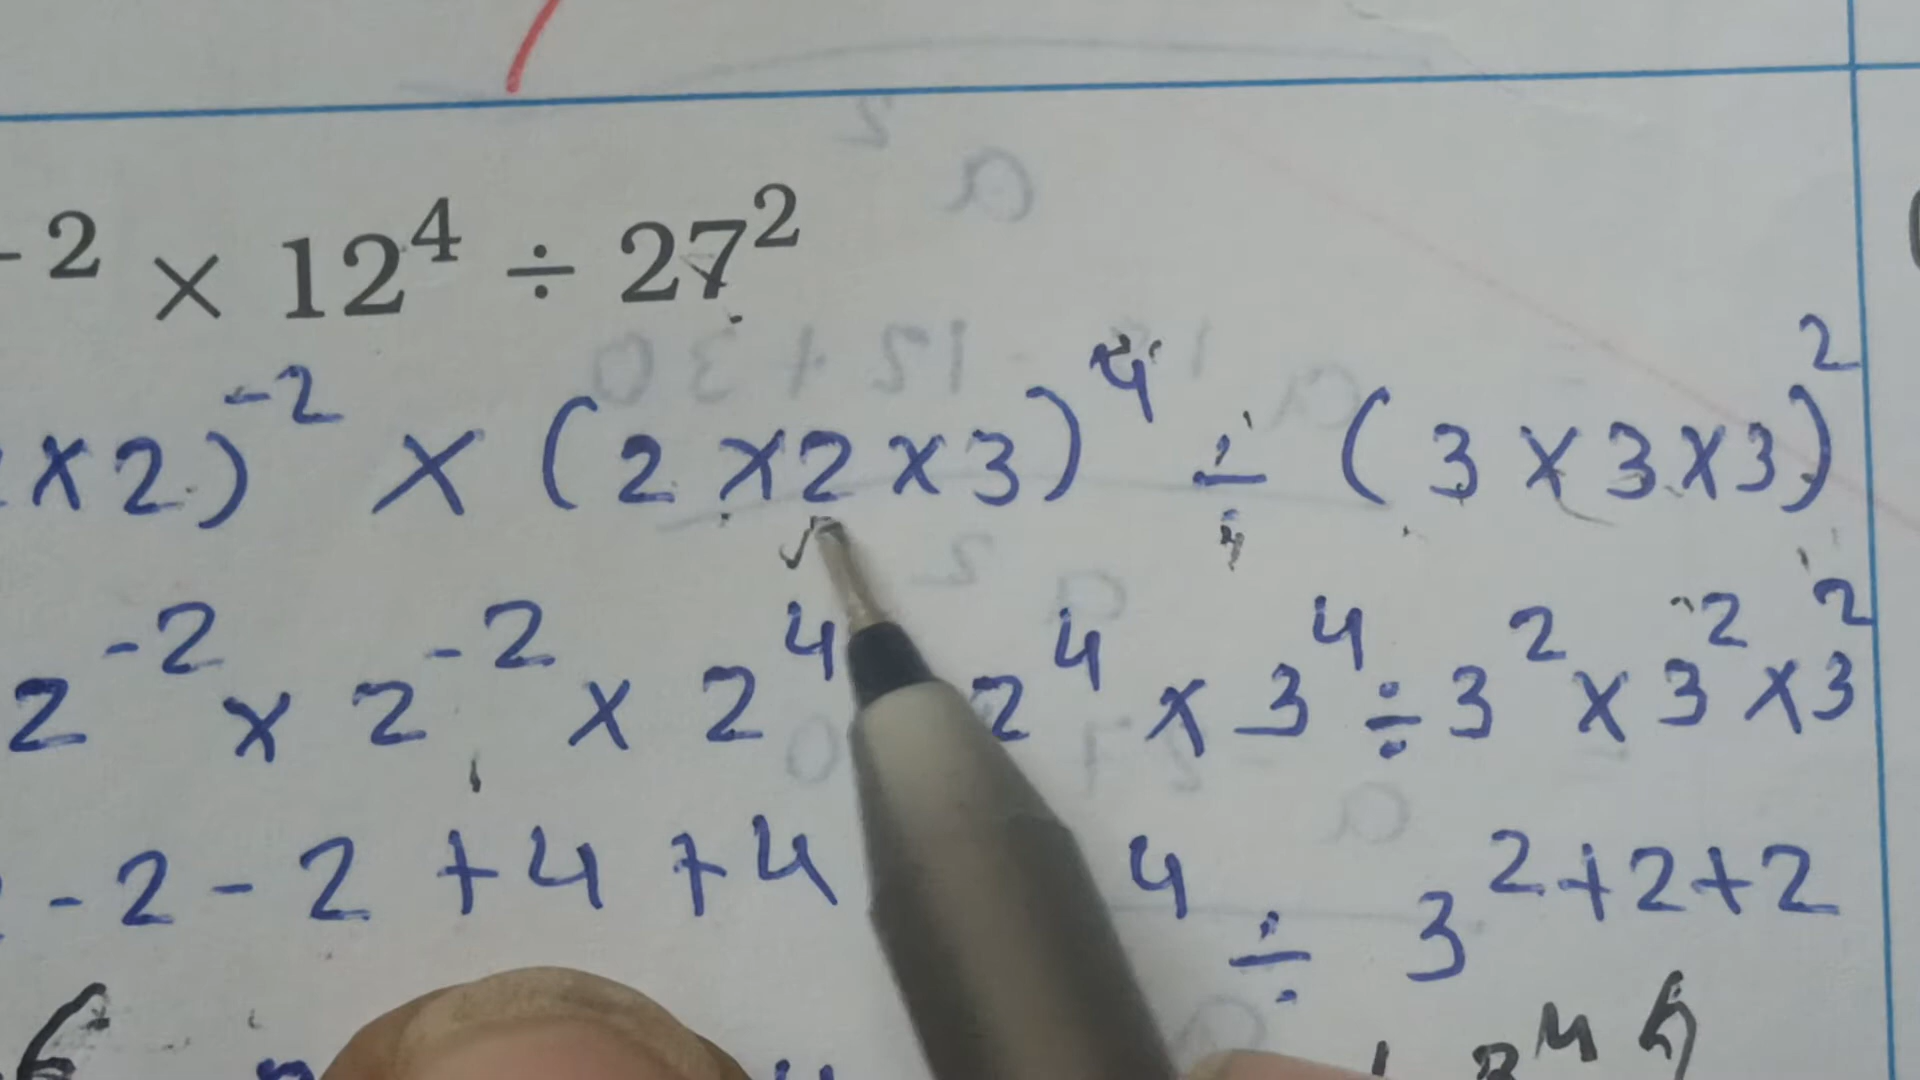 - 2 × 12⁴ ÷ 27²
× 2)⁻² × (2 × 2 × 3)⁴ ÷ (3 × 3 × 3)²
2⁻² × 2⁻² × 2⁴ 2⁴ × 3⁴ ÷ 3² × 3² × 3²
- 2 - 2 + 4 + 4 4 ÷ 3²⁺²⁺²